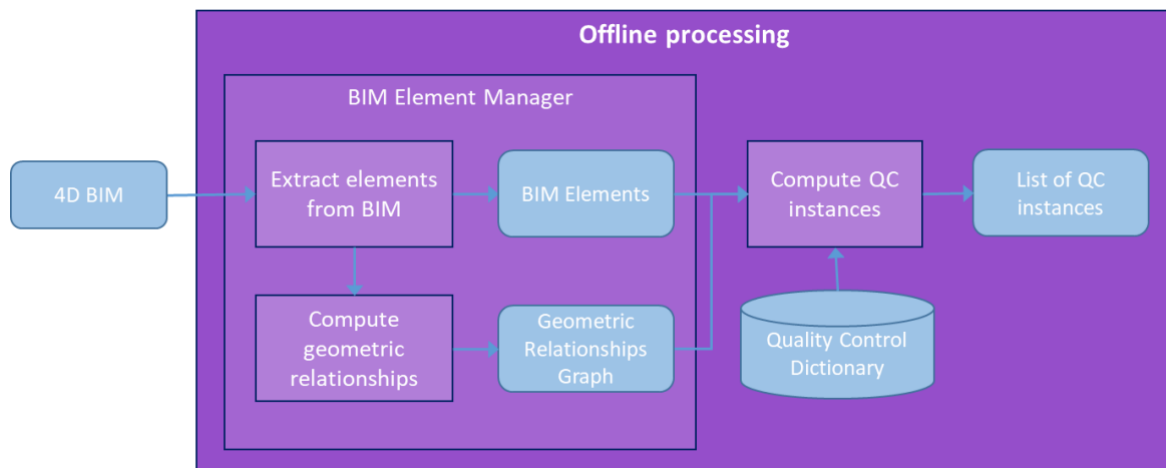 Offline processing
BIM Element Manager
4D BIM
Extract elements
from BIM
BIM Elements
Compute QC
instances
List of QC
instances
Compute
geometric
relationships
Geometric
Relationships
Graph
Quality Control
Dictionary